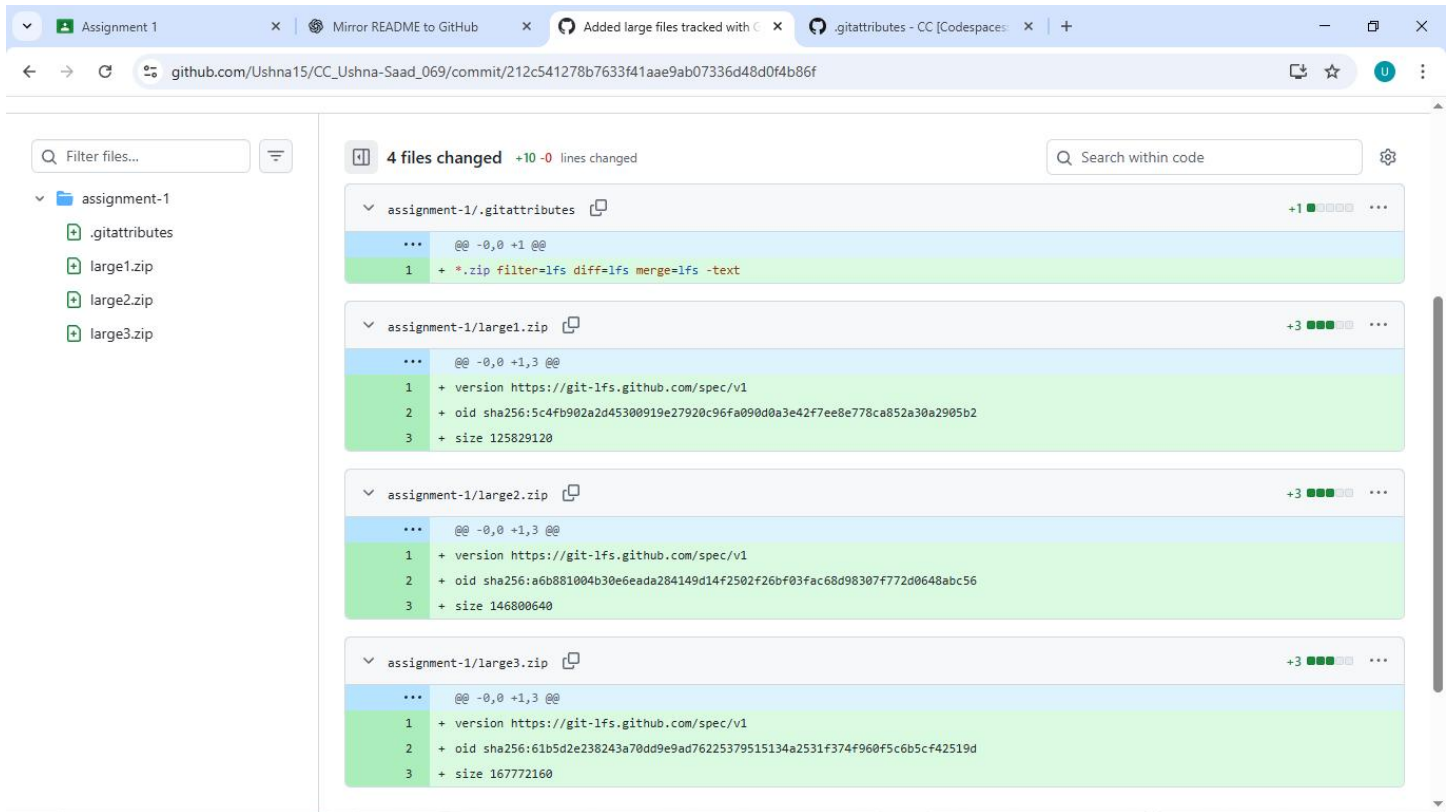 Assignment 1
Mirror README to GitHub
Added large files tracked with G
.gitattributes - CC [Codespaces:
github.com/Ushna15/CC_Ushna-Saad_069/commit/212c541278b7633f41aae9ab07336d48d0f4b86f
U
Filter files...
4 files changed +10 -0 lines changed
Search within code
assignment-1
.gitattributes
large1.zip
large2.zip
large3.zip
assignment-1/.gitattributes
+1
@@ -0,0 +1 @@
1 + *.zip filter=lfs diff=lfs merge=lfs -text
assignment-1/large1.zip
+3
@@ -0,0 +1,3 @@
1 + version https://git-lfs.github.com/spec/v1
2 + oid sha256:5c4fb902a2d45300919e27920c96fa090d0a3e42f7ee8e778ca852a30a2905b2
3 + size 125829120
assignment-1/large2.zip
+3
@@ -0,0 +1,3 @@
1 + version https://git-lfs.github.com/spec/v1
2 + oid sha256:a6b881004b30e6eada284149d14f2502f26bf03fac68d98307f772d0648abc56
3 + size 146800640
assignment-1/large3.zip
+3
@@ -0,0 +1,3 @@
1 + version https://git-lfs.github.com/spec/v1
2 + oid sha256:61b5d2e238243a70dd9e9ad76225379515134a2531f374f960f5c6b5cf42519d
3 + size 167772160